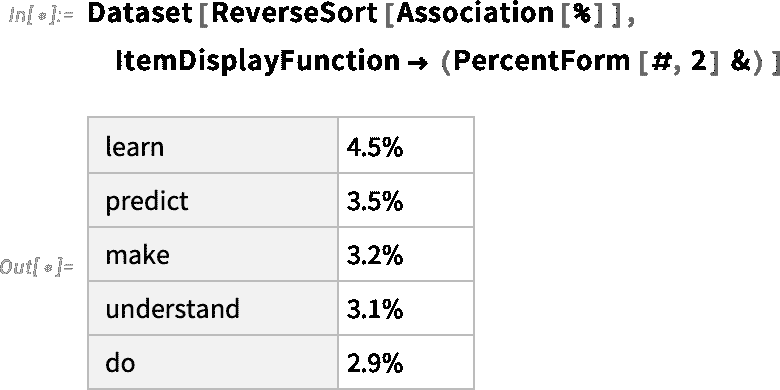 In[•]:= Dataset[ReverseSort[Association[%]],
ItemDisplayFunction → (PercentForm[#, 2] &)]
learn 4.5%
predict 3.5%
Out[•]= make 3.2%
understand 3.1%
do 2.9%